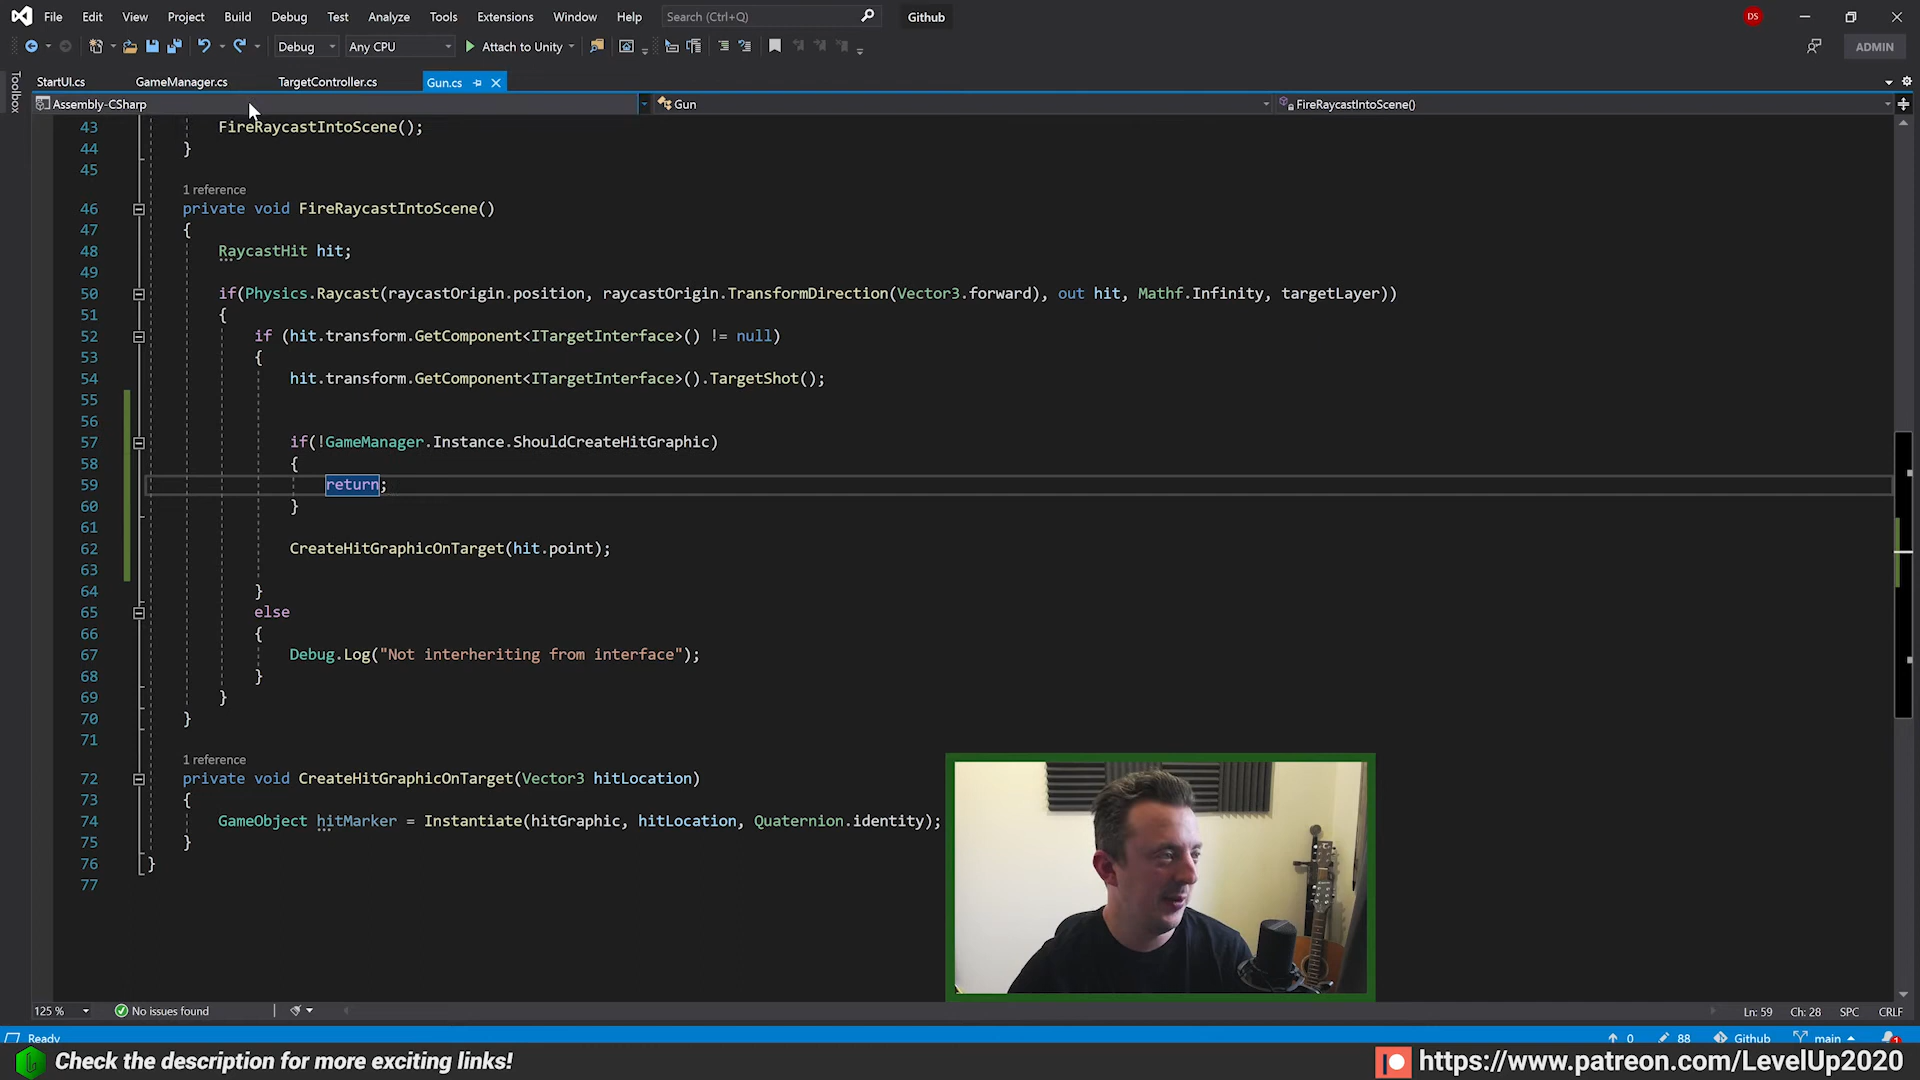 File Edit View Project Build Debug Test Analyze Tools Extensions Window Help Search (Ctrl+Q) Github DS
Debug Any CPU Attach to Unity ADMIN
Toolbox
StartUI.cs GameManager.cs TargetController.cs Gun.cs
Assembly-CSharp Gun FireRaycastIntoScene()
43 FireRaycastIntoScene();
44 }
45
1 reference
46 private void FireRaycastIntoScene()
47 {
48 RaycastHit hit;
49
50 if(Physics.Raycast(raycastOrigin.position, raycastOrigin.TransformDirection(Vector3.forward), out hit, Mathf.Infinity, targetLayer))
51 {
52 if (hit.transform.GetComponent<ITargetInterface>() != null)
53 {
54 hit.transform.GetComponent<ITargetInterface>().TargetShot();
55
56
57 if(!GameManager.Instance.ShouldCreateHitGraphic)
58 {
59 return;
60 }
61
62 CreateHitGraphicOnTarget(hit.point);
63
64 }
65 else
66 {
67 Debug.Log("Not interheriting from interface");
68 }
69 }
70 }
71
1 reference
72 private void CreateHitGraphicOnTarget(Vector3 hitLocation)
73 {
74 GameObject hitMarker = Instantiate(hitGraphic, hitLocation, Quaternion.identity);
75 }
76 }
77
125 % No issues found Ln: 59 Ch: 28 SPC CRLF
Ready 0 88 Github main 1
Check the description for more exciting links! https://www.patreon.com/LevelUp2020